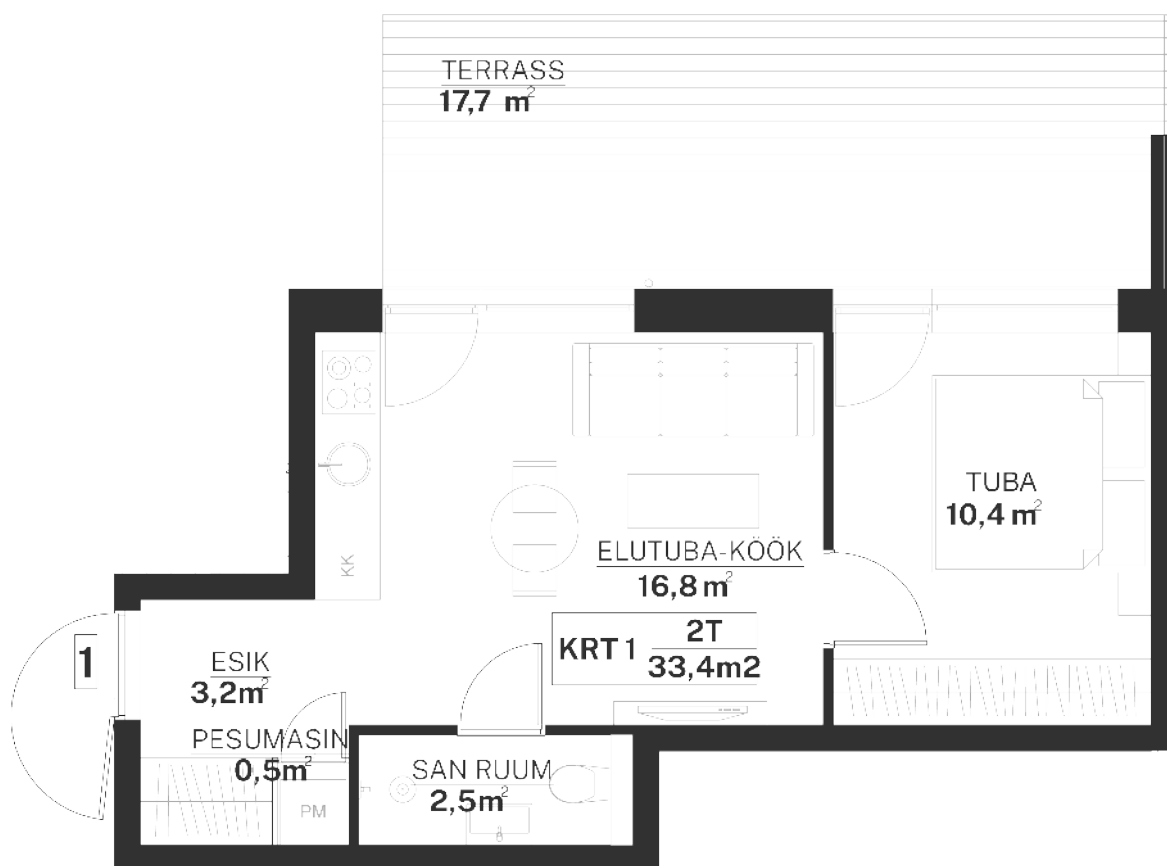 TERRASS
17,7 m²
TUBA
10,4 m²
ELUTUBA-KÖÖK
16,8 m²
KK
KRT 1
2T
33,4m2
1
ESIK
3,2m²
PESUMASIN
0,5m²
SAN RUUM
2,5m²
PM